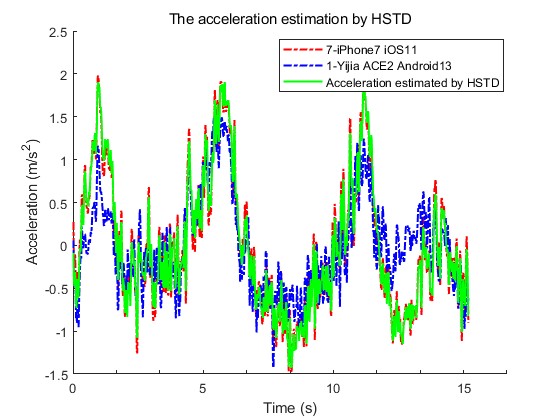 The acceleration estimation by HSTD
2.5
2
1.5
1
0.5
0
-0.5
-1
-1.5
Acceleration (m/s²)
7-iPhone7 iOS11
1-Yijia ACE2 Android13
Acceleration estimated by HSTD
0 5 10 15
Time (s)